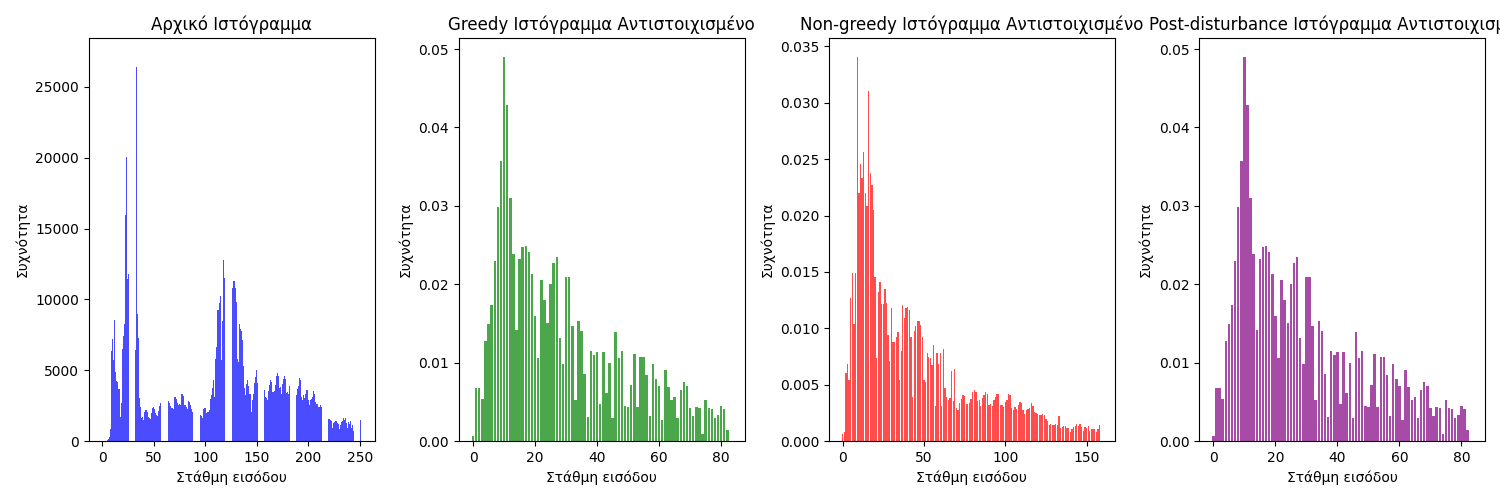 Αρχικό Ιστόγραμμα
Συχνότητα
25000
20000
15000
10000
5000
0
0 50 100 150 200 250
Στάθμη εισόδου
Greedy Ιστόγραμμα Αντιστοιχισμένο
Συχνότητα
0.05
0.04
0.03
0.02
0.01
0.00
0 20 40 60 80
Στάθμη εισόδου
Non-greedy Ιστόγραμμα Αντιστοιχισμένο
Συχνότητα
0.035
0.030
0.025
0.020
0.015
0.010
0.005
0.000
0 50 100 150
Στάθμη εισόδου
Post-disturbance Ιστόγραμμα Αντιστοιχισμ
Συχνότητα
0.05
0.04
0.03
0.02
0.01
0.00
0 20 40 60 80
Στάθμη εισόδου